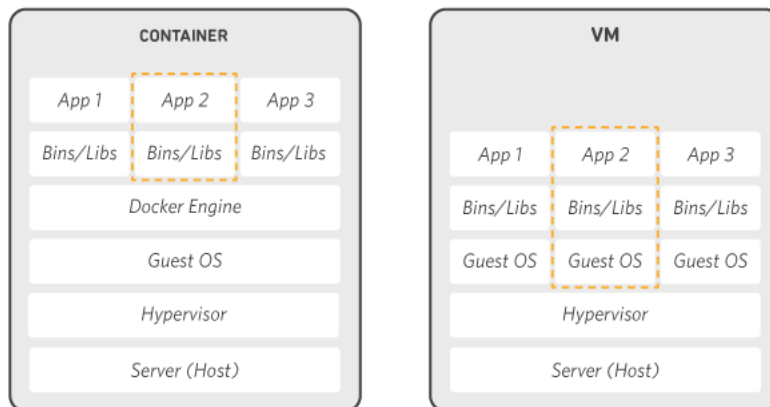 CONTAINER
App 1 App 2 App 3
Bins/Libs Bins/Libs Bins/Libs
Docker Engine
Guest OS
Hypervisor
Server (Host)
VM
App 1 App 2 App 3
Bins/Libs Bins/Libs Bins/Libs
Guest OS Guest OS Guest OS
Hypervisor
Server (Host)